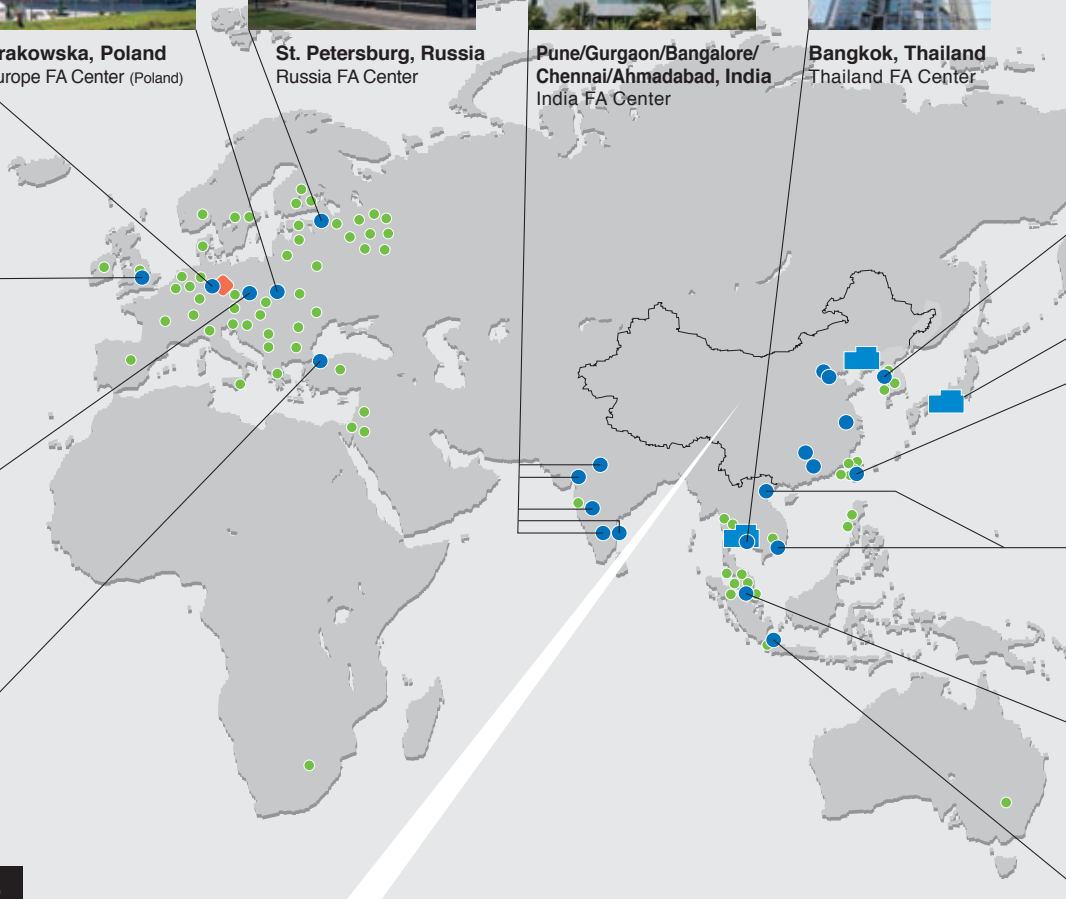 rakowska, Poland
urope FA Center (Poland)
St. Petersburg, Russia
Russia FA Center
Pune/Gurgaon/Bangalore/
Chennai/Ahmadabad, India
India FA Center
Bangkok, Thailand
Thailand FA Center